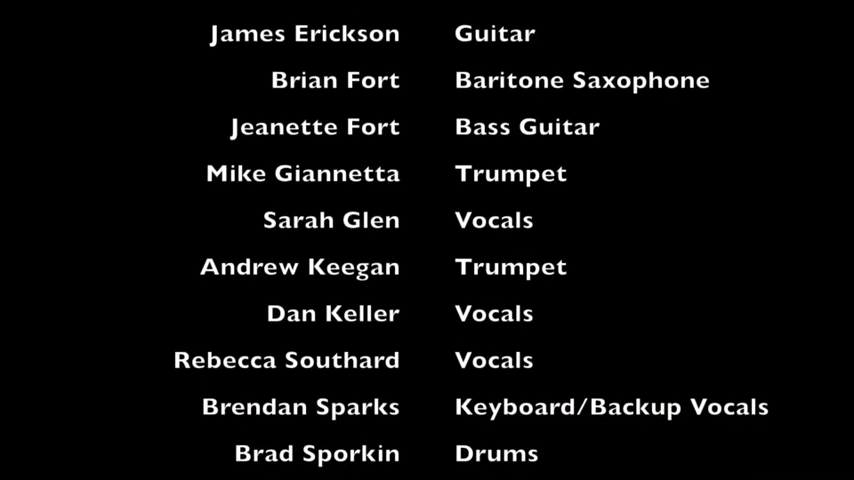 James Erickson Guitar
Brian Fort Baritone Saxophone
Jeanette Fort Bass Guitar
Mike Giannetta Trumpet
Sarah Glen Vocals
Andrew Keegan Trumpet
Dan Keller Vocals
Rebecca Southard Vocals
Brendan Sparks Keyboard/Backup Vocals
Brad Sporkin Drums